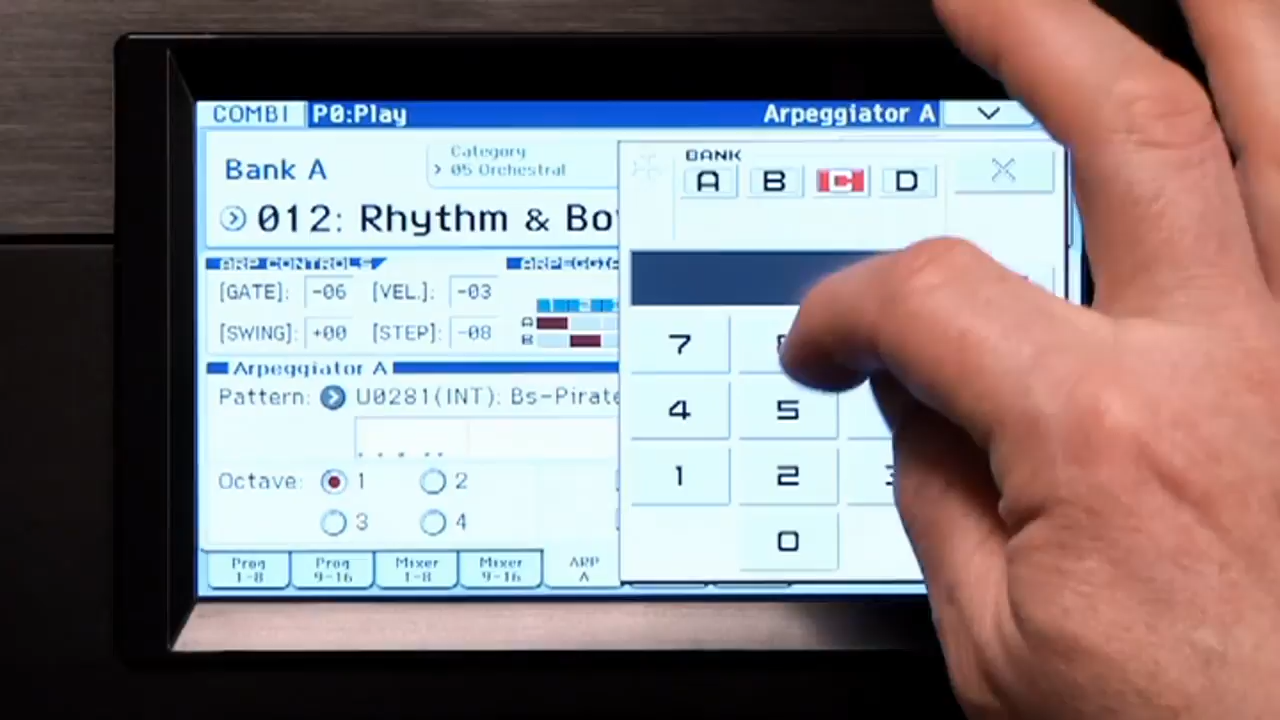 COMBI P0:Play Arpeggiator A
Bank A
Category
05 Orchestral
012: Rhythm & Bo
ARP CONTROLS
ARPEGGIA
[GATE]: -06 [VEL.]: -03
[SWING]: +00 [STEP]: -08
A
B
Arpeggiator A
Pattern: U0281(INT): Bs-Pirate
Octave: 1 2
3 4
Prog 1-8
Prog 9-16
Mixer 1-8
Mixer 9-16
ARP A
BANK
A B C D
7
4 5
1 2 3
0